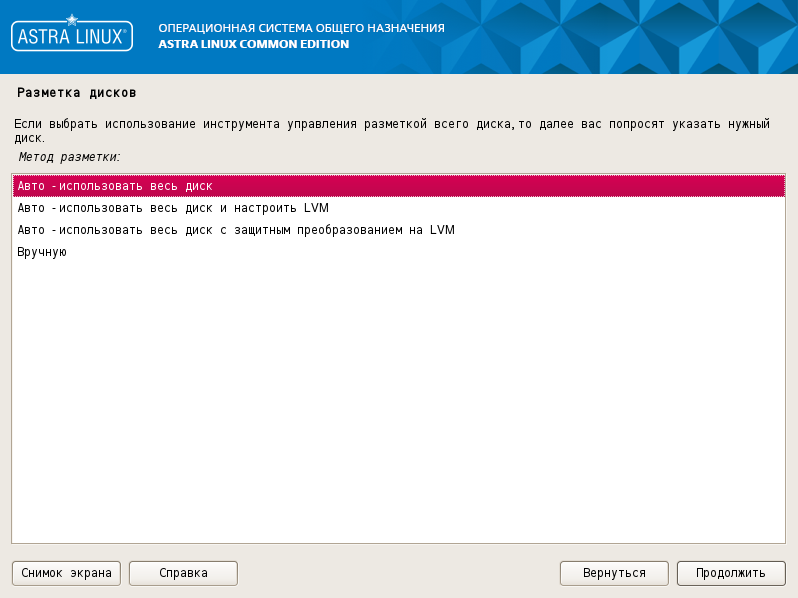 ASTRA LINUX®
ОПЕРАЦИОННАЯ СИСТЕМА ОБЩЕГО НАЗНАЧЕНИЯ
ASTRA LINUX COMMON EDITION
Разметка дисков
Если выбрать использование инструмента управления разметкой всего диска, то далее вас попросят указать нужный
диск.
Метод разметки:
Авто - использовать весь диск
Авто - использовать весь диск и настроить LVM
Авто - использовать весь диск с защитным преобразованием на LVM
Вручную
Снимок экрана
Справка
Вернуться
Продолжить